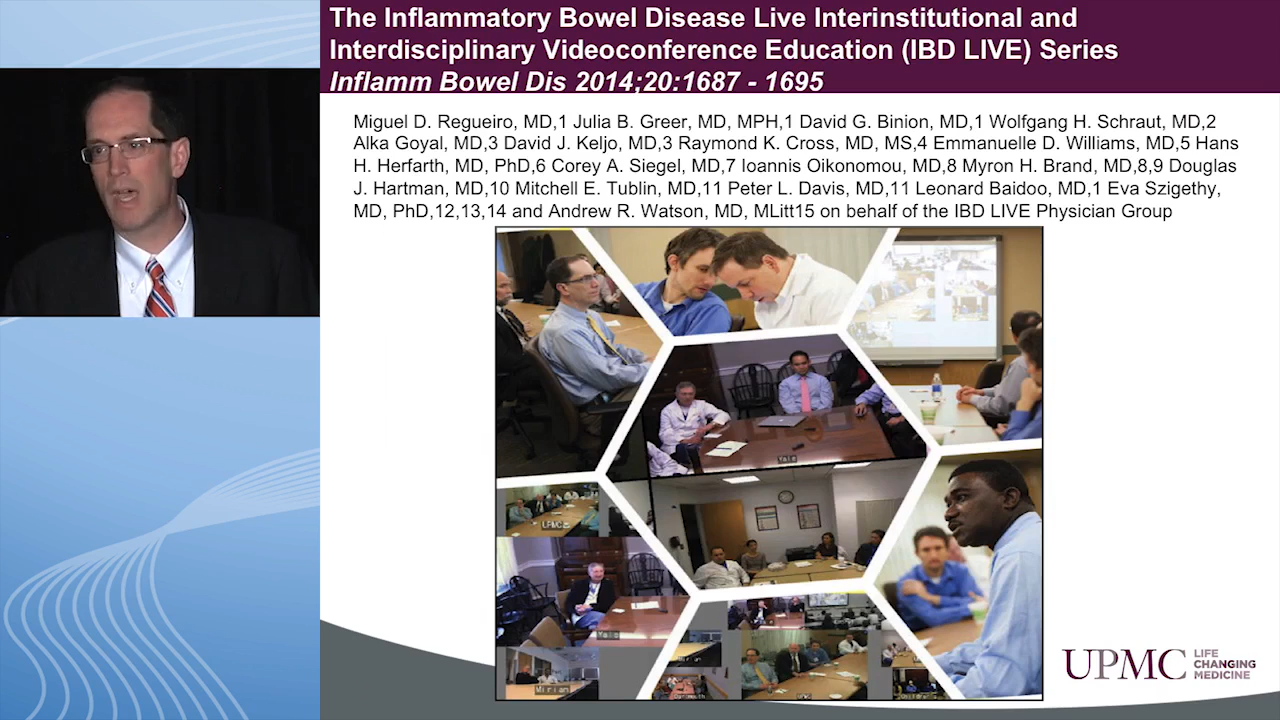 The Inflammatory Bowel Disease Live Interinstitutional and
Interdisciplinary Videoconference Education (IBD LIVE) Series
Inflamm Bowel Dis 2014;20:1687 - 1695
Miguel D. Regueiro, MD,1 Julia B. Greer, MD, MPH,1 David G. Binion, MD,1 Wolfgang H. Schraut, MD,2
Alka Goyal, MD,3 David J. Keljo, MD,3 Raymond K. Cross, MD, MS,4 Emmanuelle D. Williams, MD,5 Hans
H. Herfarth, MD, PhD,6 Corey A. Siegel, MD,7 Ioannis Oikonomou, MD,8 Myron H. Brand, MD,8,9 Douglas
J. Hartman, MD,10 Mitchell E. Tublin, MD,11 Peter L. Davis, MD,11 Leonard Baidoo, MD,1 Eva Szigethy,
MD, PhD,12,13,14 and Andrew R. Watson, MD, MLitt15 on behalf of the IBD LIVE Physician Group
UPMC
Yale
Miriam
UPMC LIFE
CHANGING
MEDICINE